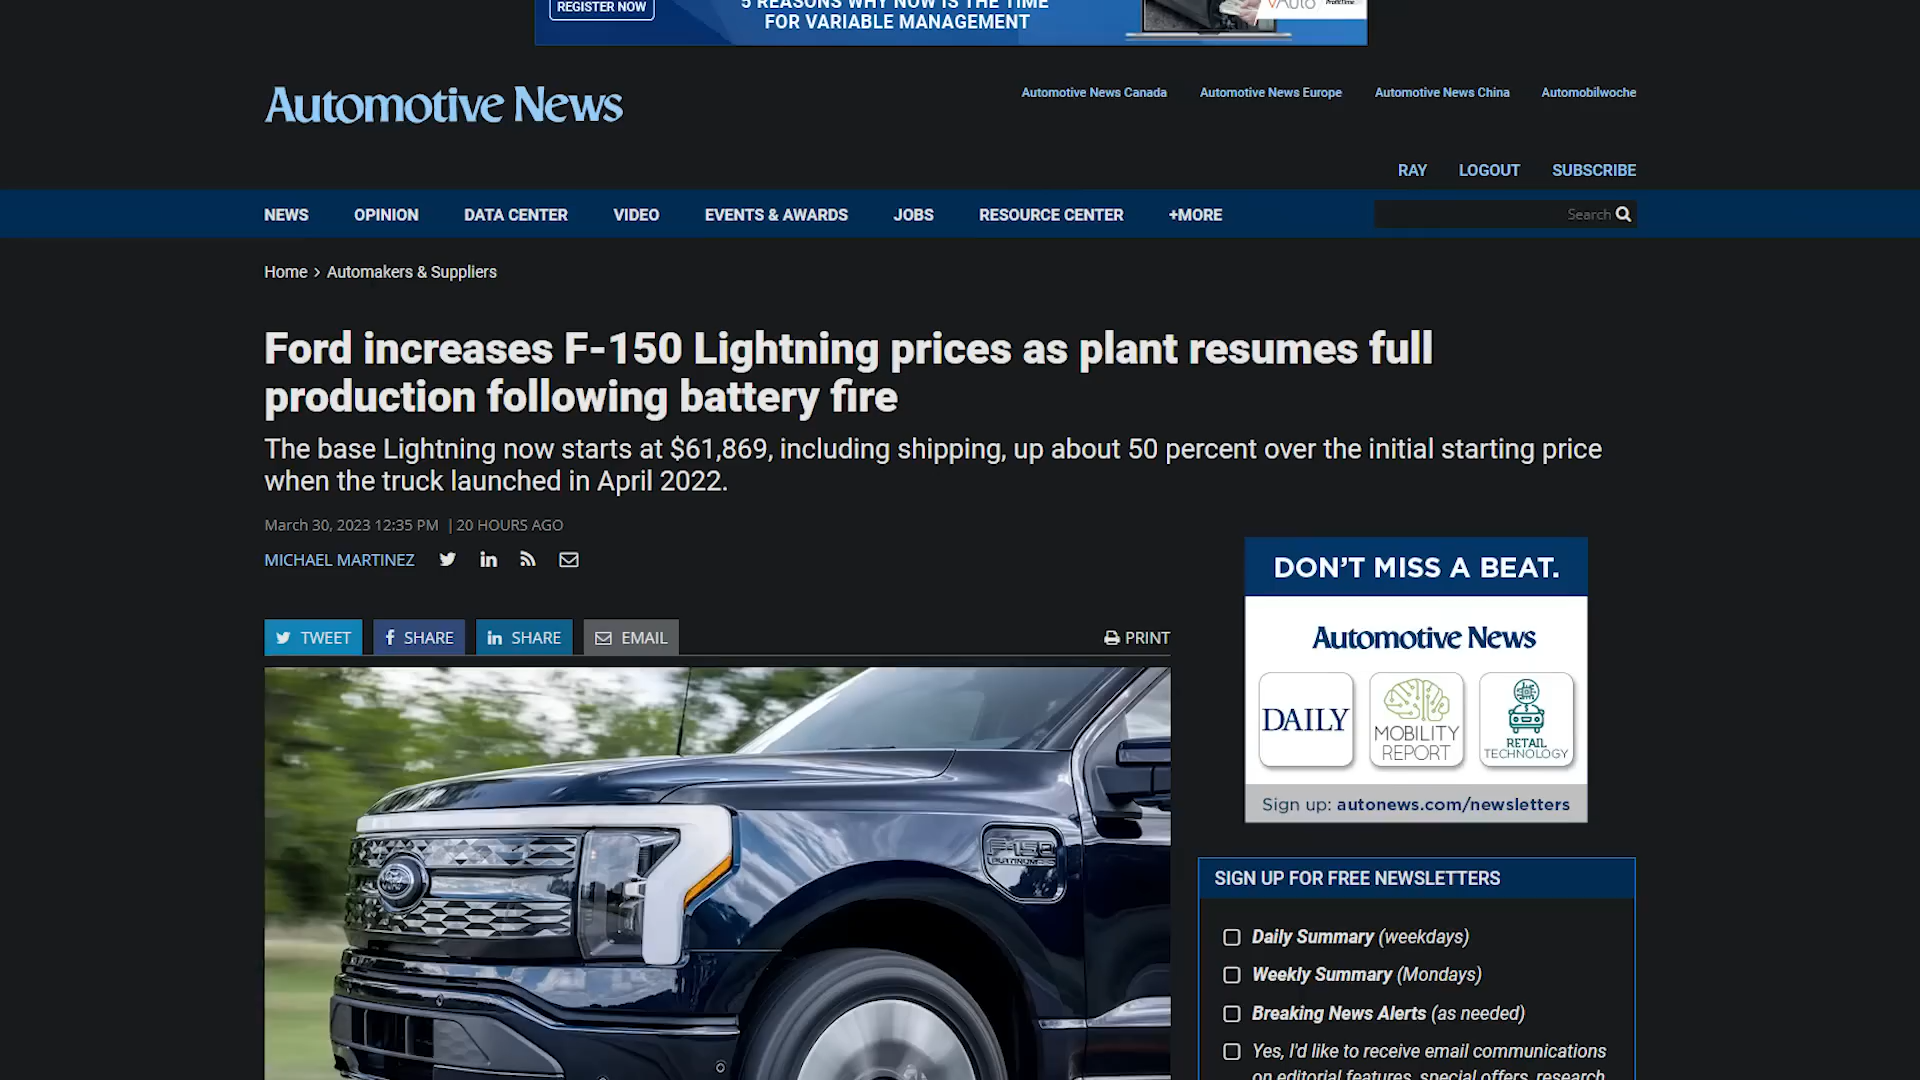 REGISTER NOW
5 REASONS WHY NOW IS THE TIME
FOR VARIABLE MANAGEMENT
vAuto
ProfitTime
Automotive News
Automotive News Canada
Automotive News Europe
Automotive News China
Automobilwoche
RAY
LOGOUT
SUBSCRIBE
NEWS
OPINION
DATA CENTER
VIDEO
EVENTS & AWARDS
JOBS
RESOURCE CENTER
+MORE
Search
Home › Automakers & Suppliers
Ford increases F-150 Lightning prices as plant resumes full
production following battery fire
The base Lightning now starts at $61,869, including shipping, up about 50 percent over the initial starting price
when the truck launched in April 2022.
March 30, 2023 12:35 PM | 20 HOURS AGO
MICHAEL MARTINEZ
TWEET
SHARE
SHARE
EMAIL
PRINT
Ford
F-150
PLATINUM
DON'T MISS A BEAT.
Automotive News
DAILY
MOBILITY
REPORT
RETAIL
TECHNOLOGY
Sign up: autonews.com/newsletters
SIGN UP FOR FREE NEWSLETTERS
Daily Summary (weekdays)
Weekly Summary (Mondays)
Breaking News Alerts (as needed)
Yes, I'd like to receive email communications
on editorial features, special offers, research